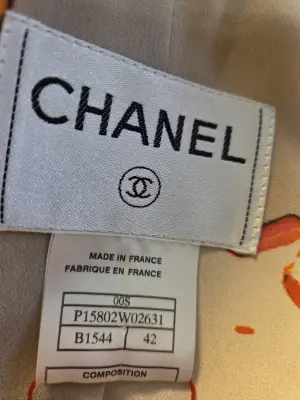 CHANEL
MADE IN FRANCE
FABRIQUE EN FRANCE
00S
P15802W02631
B1544 42
COMPOSITION